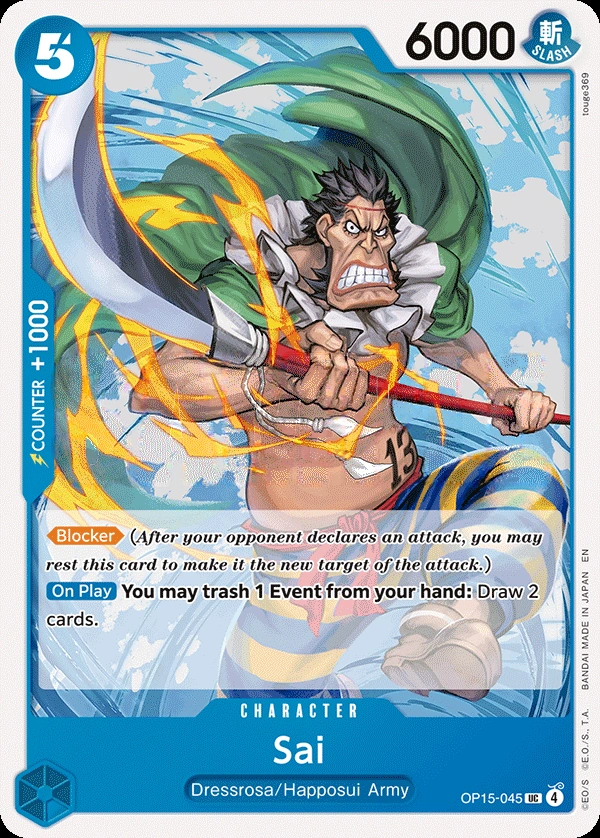 5
6000
斬
SLASH
touge369
COUNTER +1000
13
Blocker (After your opponent declares an attack, you may
rest this card to make it the new target of the attack.)
On Play You may trash 1 Event from your hand: Draw 2
cards.
CHARACTER
Sai
Dressrosa/Happosui Army
OP15-045 UC 4
©E.O/S ©E.O./S., T.A. BANDAI MADE IN JAPAN EN